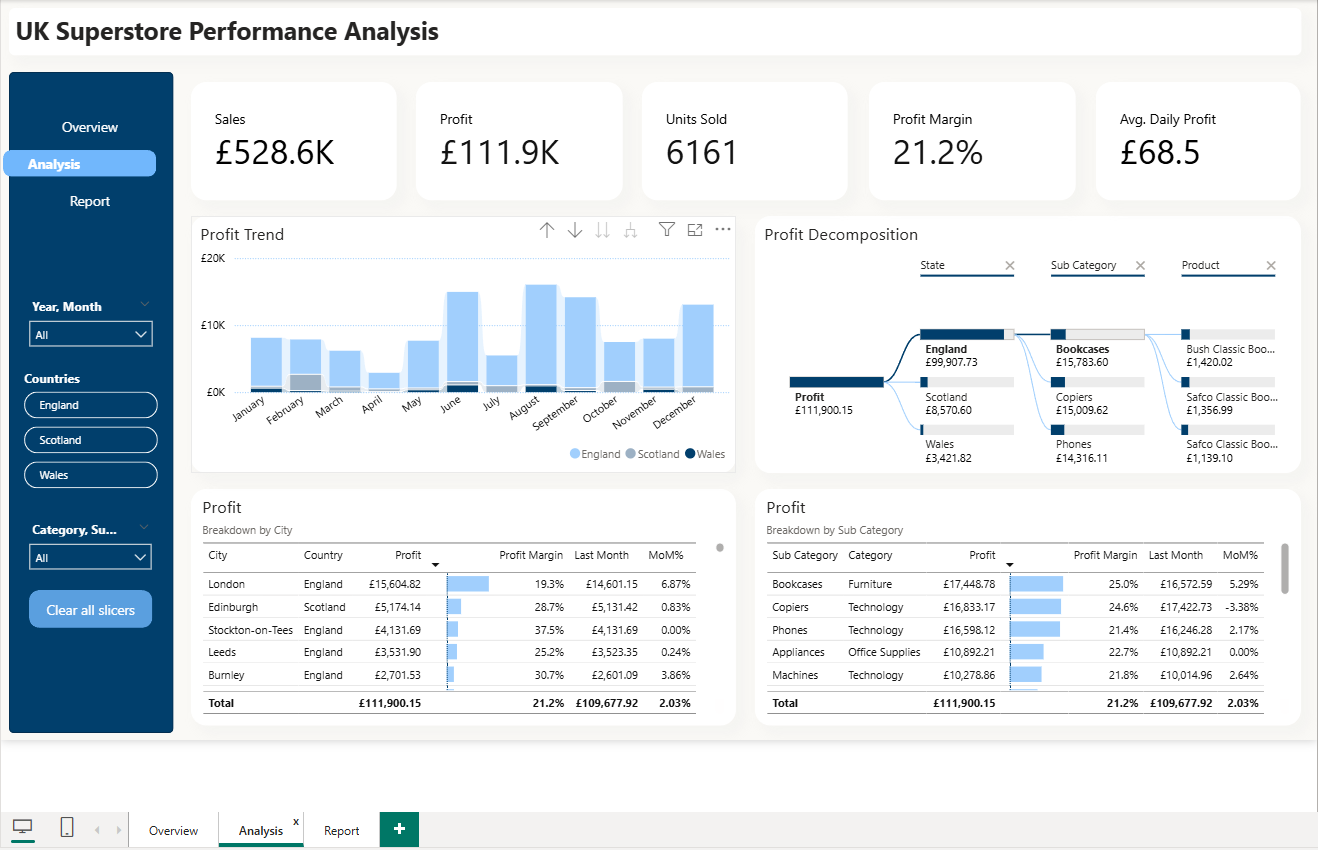 UK Superstore Performance Analysis
Overview
Analysis
Report
Year, Month
All
Countries
England
Scotland
Wales
Category, Su...
All
Clear all slicers
Sales
£528.6K
Profit
£111.9K
Units Sold
6161
Profit Margin
21.2%
Avg. Daily Profit
£68.5
Profit Trend
£20K
£10K
£0K
January February March April May June July August September October November December
England Scotland Wales
Profit Decomposition
State Sub Category Product
Profit
£111,900.15
England
£99,907.73
Scotland
£8,570.60
Wales
£3,421.82
Bookcases
£15,783.60
Copiers
£15,009.62
Phones
£14,316.11
Bush Classic Boo...
£1,420.02
Safco Classic Boo...
£1,356.99
Safco Classic Boo...
£1,139.10
Profit
Breakdown by City
City Country Profit Profit Margin Last Month MoM%
London England £15,604.82 19.3% £14,601.15 6.87%
Edinburgh Scotland £5,174.14 28.7% £5,131.42 0.83%
Stockton-on-Tees England £4,131.69 37.5% £4,131.69 0.00%
Leeds England £3,531.90 25.2% £3,523.35 0.24%
Burnley England £2,701.53 30.7% £2,601.09 3.86%
Total £111,900.15 21.2% £109,677.92 2.03%
Profit
Breakdown by Sub Category
Sub Category Category Profit Profit Margin Last Month MoM%
Bookcases Furniture £17,448.78 25.0% £16,572.59 5.29%
Copiers Technology £16,833.17 24.6% £17,422.73 -3.38%
Phones Technology £16,598.12 21.4% £16,246.28 2.17%
Appliances Office Supplies £10,892.21 22.7% £10,892.21 0.00%
Machines Technology £10,278.86 21.8% £10,014.96 2.64%
Total £111,900.15 21.2% £109,677.92 2.03%
Overview Analysis x Report +